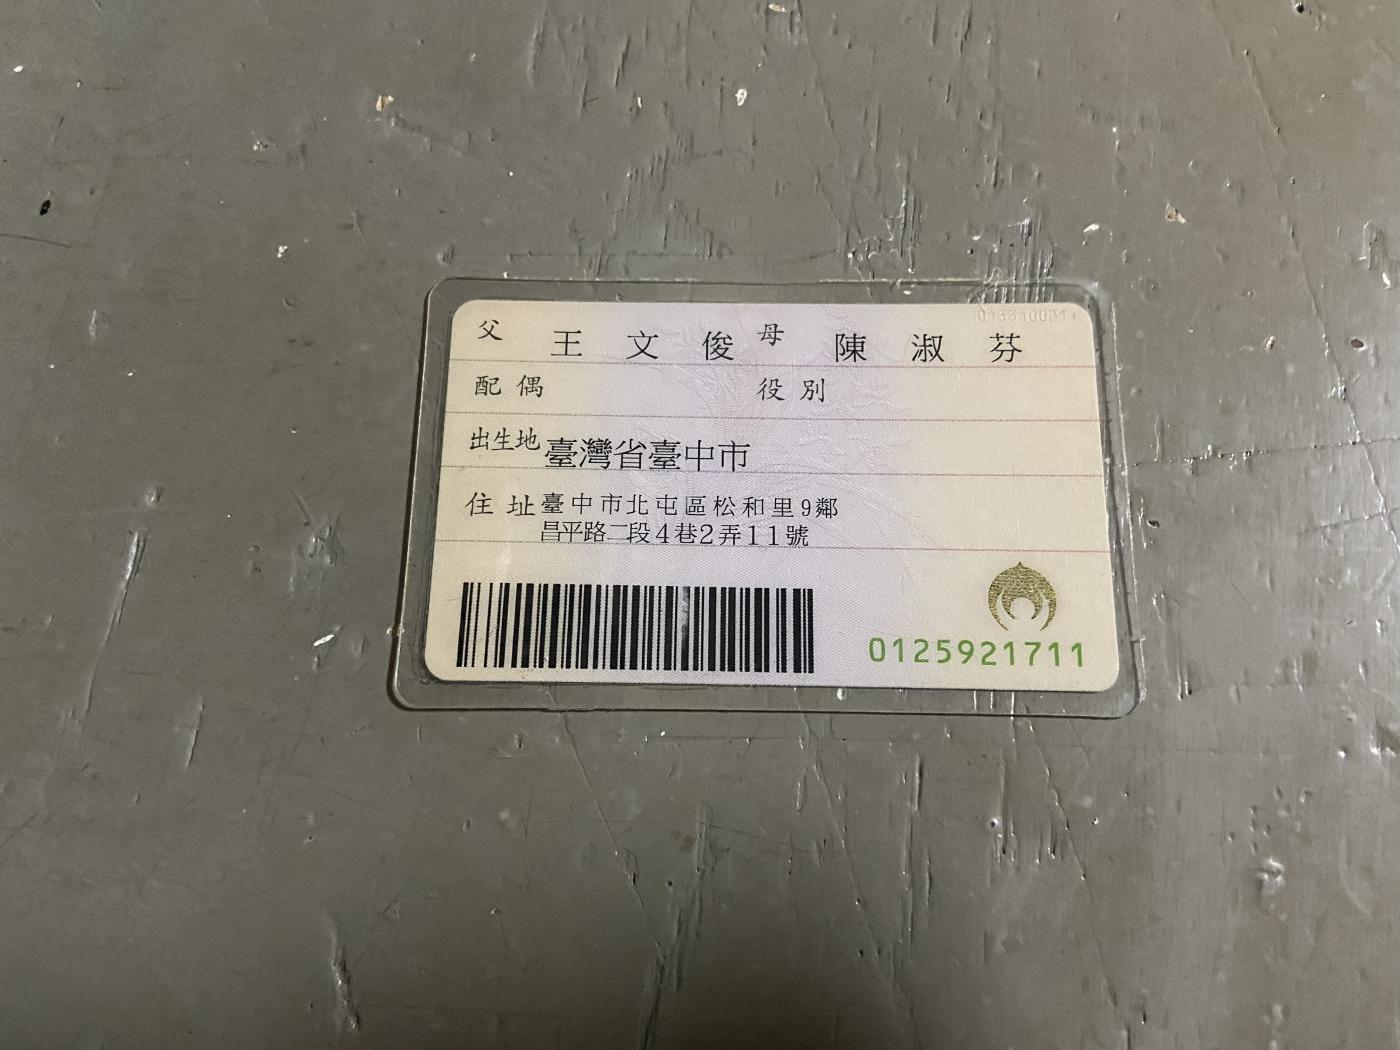 父 王文俊 母 陳淑芬
配偶 役別
出生地 臺灣省臺中市
住址 臺中市北屯區松和里9鄰
昌平路二段4巷2弄11號
0125921711